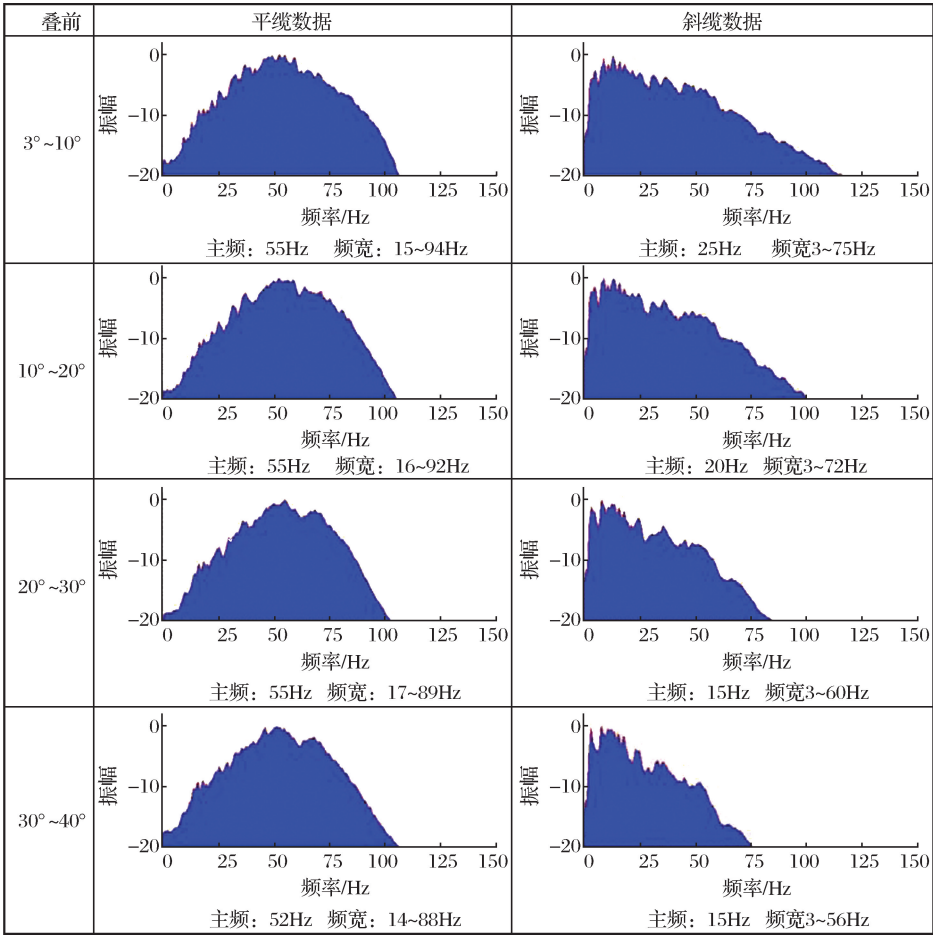 叠前 平缆数据 斜缆数据
3°~10°
振幅 0 -10 -20
0 25 75 100 125 150
频率/Hz
主频：55Hz 频宽：15~94Hz
振幅 0 -10 -20
0 25 75 100 125 150
频率/Hz
主频：25Hz 频宽3~75Hz
10°~20°
振幅 0 -10 -20
0 25 75 100 125 150
频率/Hz
主频：55Hz 频宽：16~92Hz
振幅 0 -10 -20
0 25 75 100 125 150
频率/Hz
主频：20Hz 频宽3~72Hz
20°~30°
振幅 0 -10 -20
0 25 75 100 125 150
频率/Hz
主频：55Hz 频宽：17~89Hz
振幅 0 -10 -20
0 25 75 100 125 150
频率/Hz
主频：15Hz 频宽3~60Hz
30°~40°
振幅 0 -10 -20
0 25 75 100 125 150
频率/Hz
主频：52Hz 频宽：14~88Hz
振幅 0 -10 -20
0 25 75 100 125 150
频率/Hz
主频：15Hz 频宽3~56Hz